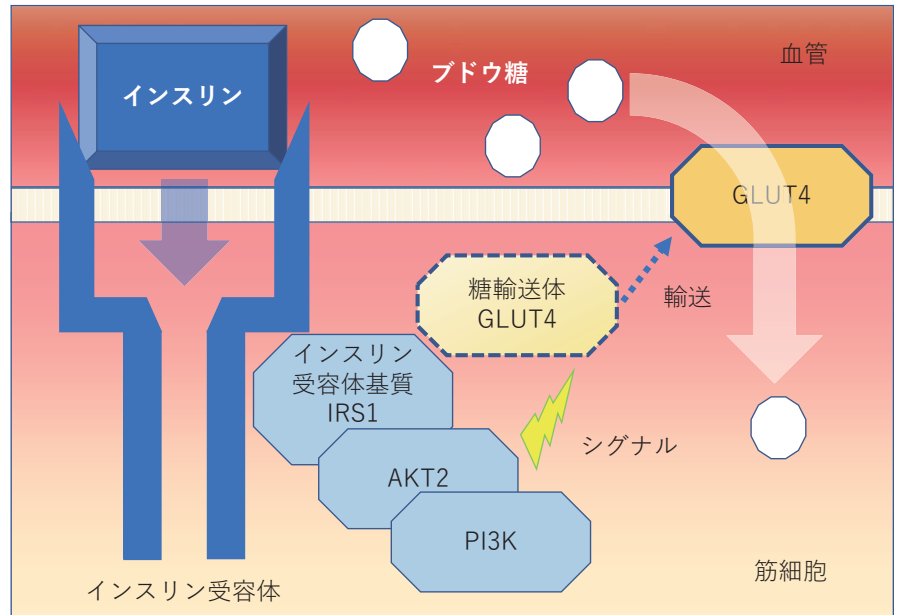 血管
ブドウ糖
インスリン
GLUT4
糖輸送体
GLUT4
輸送
インスリン
受容体基質
IRS1
シグナル
AKT2
PI3K
筋細胞
インスリン受容体